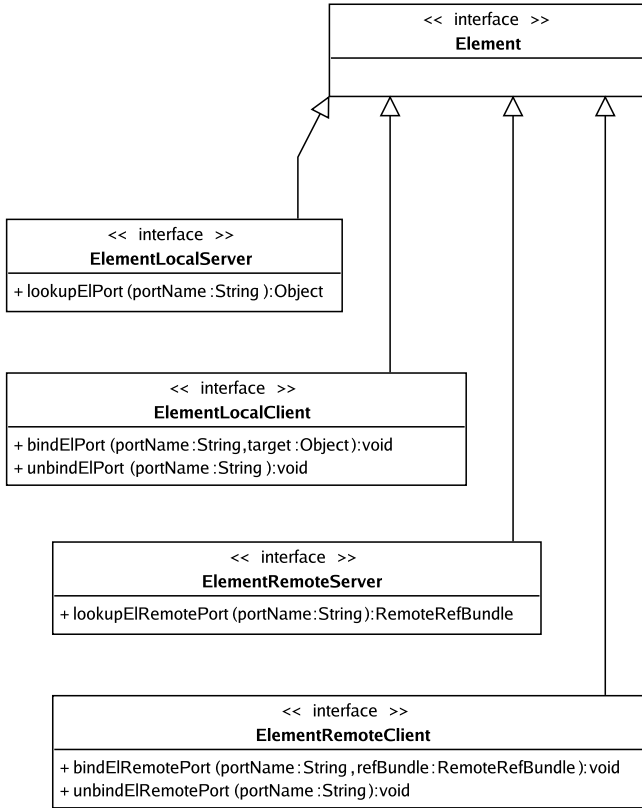 << interface >>
Element
<< interface >>
ElementLocalServer
+ lookupElPort (portName:String ):Object
<< interface >>
ElementLocalClient
+ bindElPort (portName:String,target:Object):void
+ unbindElPort (portName:String ):void
<< interface >>
ElementRemoteServer
+ lookupElRemotePort (portName:String):RemoteRefBundle
<< interface >>
ElementRemoteClient
+ bindElRemotePort (portName:String,refBundle:RemoteRefBundle ):void
+ unbindElRemotePort (portName:String):void